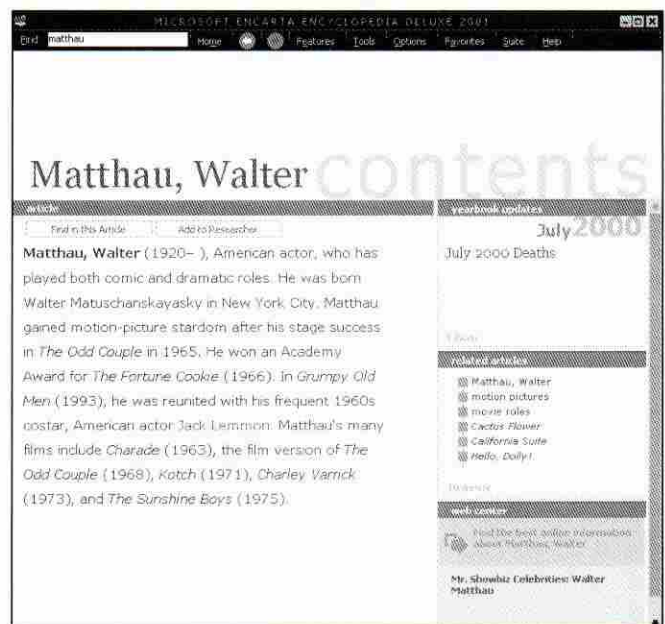 MICROSOFT ENCARTA ENCYCLOPEDIA DELUXE 2001
Find matthau Home Features Tools Options Favorites Suite Help
Matthau, Walter contents
article
Find in this Article Add to Researcher
Matthau, Walter (1920– ), American actor, who has
played both comic and dramatic roles. He was born
Walter Matuschanskayasky in New York City. Matthau
gained motion-picture stardom after his stage success
in The Odd Couple in 1965. He won an Academy
Award for The Fortune Cookie (1966). In Grumpy Old
Men (1993), he was reunited with his frequent 1960s
costar, American actor Jack Lemmon. Matthau's many
films include Charade (1963), the film version of The
Odd Couple (1968), Kotch (1971), Charley Varrick
(1973), and The Sunshine Boys (1975).
yearbook updates
July 2000
July 2000 Deaths
related articles
Matthau, Walter
motion pictures
movie roles
Cactus Flower
California Suite
Hello, Dolly!
web center
Find the best online information
about Matthau, Walter
Mr. Showbiz Celebrities: Walter
Matthau